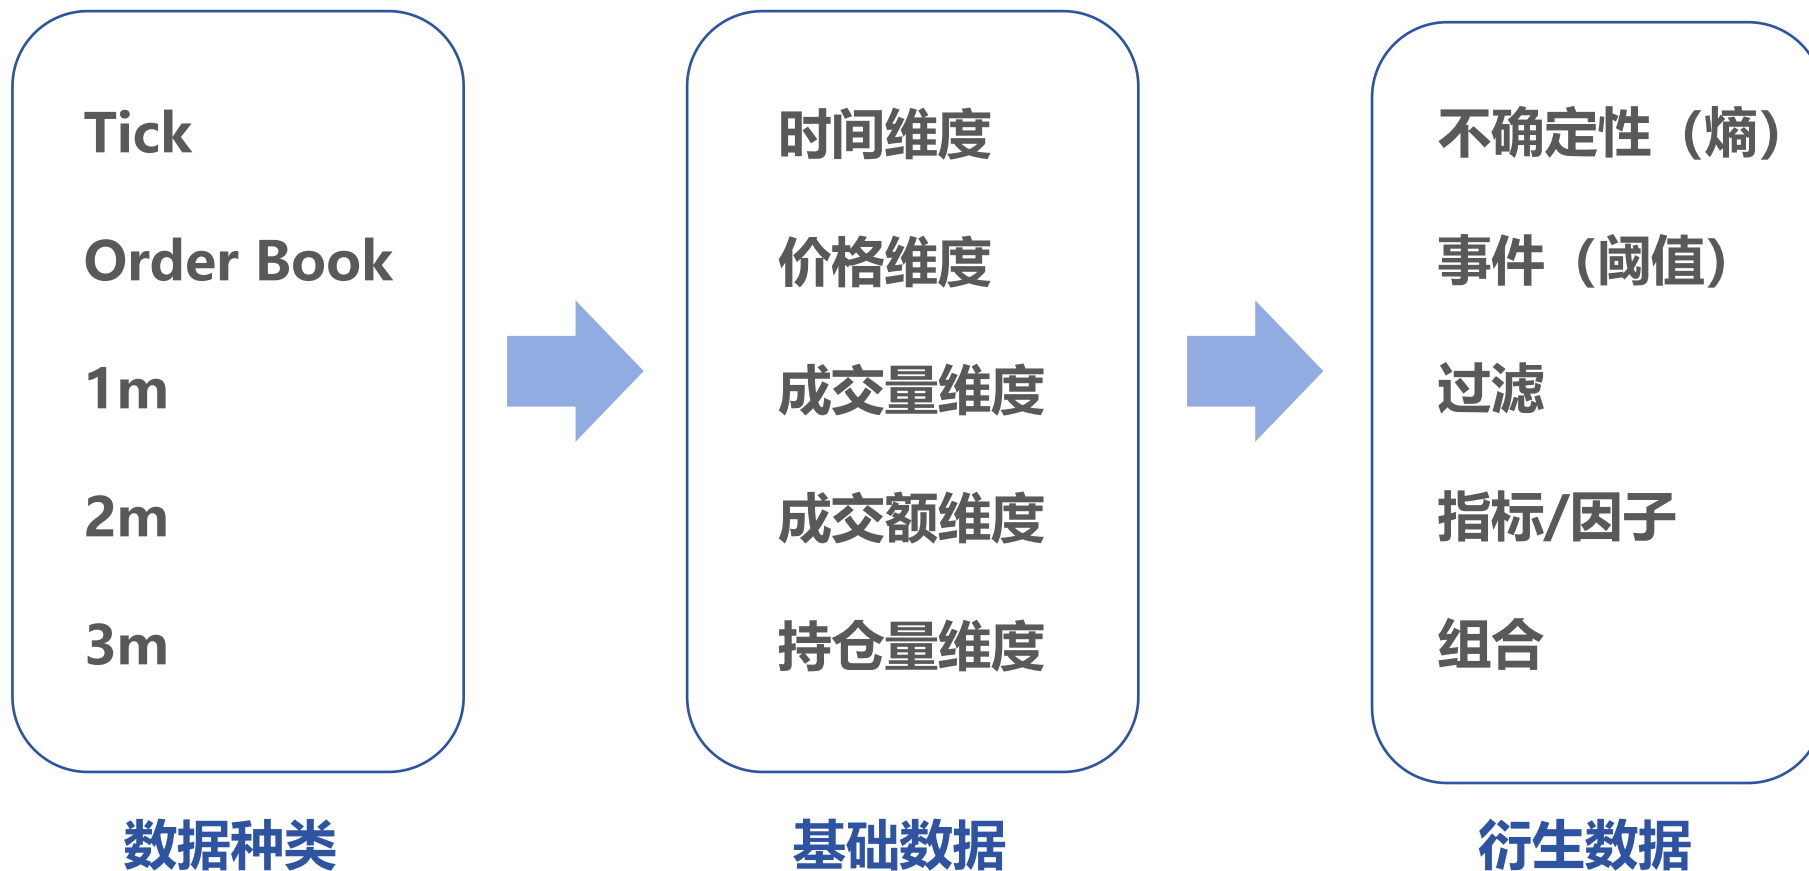 Tick
Order Book
1m
2m
3m
数据种类
时间维度
价格维度
成交量维度
成交额维度
持仓量维度
基础数据
不确定性（熵）
事件（阈值）
过滤
指标/因子
组合
衍生数据